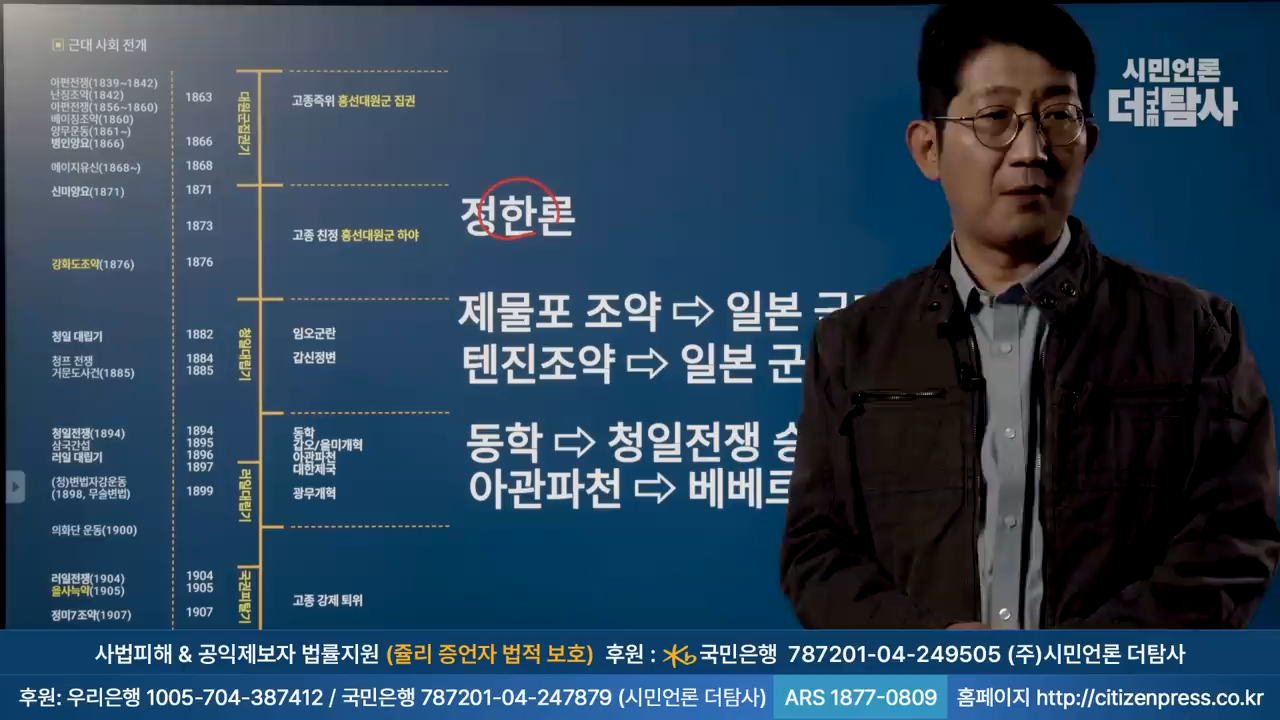 근대 사회 전개
아편전쟁(1839~1842)
난징조약(1842)
아편전쟁(1856~1860)
베이징조약(1860)
양무운동(1861~)
병인양요(1866)
메이지유신(1868~)
신미양요(1871)
강화도조약(1876)
청일 대립기
청프 전쟁
거문도사건(1885)
청일전쟁(1894)
삼국간섭
러일 대립기
(청)변법자강운동
(1898, 무술변법)
의화단 운동(1900)
러일전쟁(1904)
을사늑약(1905)
정미7조약(1907)
1863
1866
1868
1871
1873
1876
1882
1884
1885
1894
1895
1896
1897
1899
1904
1905
1907
대원군집권기
청일대립기
러일대립기
국권피탈기
고종즉위 흥선대원군 집권
고종 친정 흥선대원군 하야
임오군란
갑신정변
동학
갑오/을미개혁
아관파천
대한제국
광무개혁
고종 강제 퇴위
정한론
제물포 조약 ⇨ 일본
텐진조약 ⇨ 일본 군
동학 ⇨ 청일전쟁 승
아관파천 ⇨ 베베르
시민언론
더탐사
사법피해 & 공익제보자 법률지원 (쥴리 증언자 법적 보호) 후원 : Kb 국민은행 787201-04-249505 (주)시민언론 더탐사
후원: 우리은행 1005-704-387412 / 국민은행 787201-04-247879 (시민언론 더탐사) ARS 1877-0809 홈페이지 http://citizenpress.co.kr